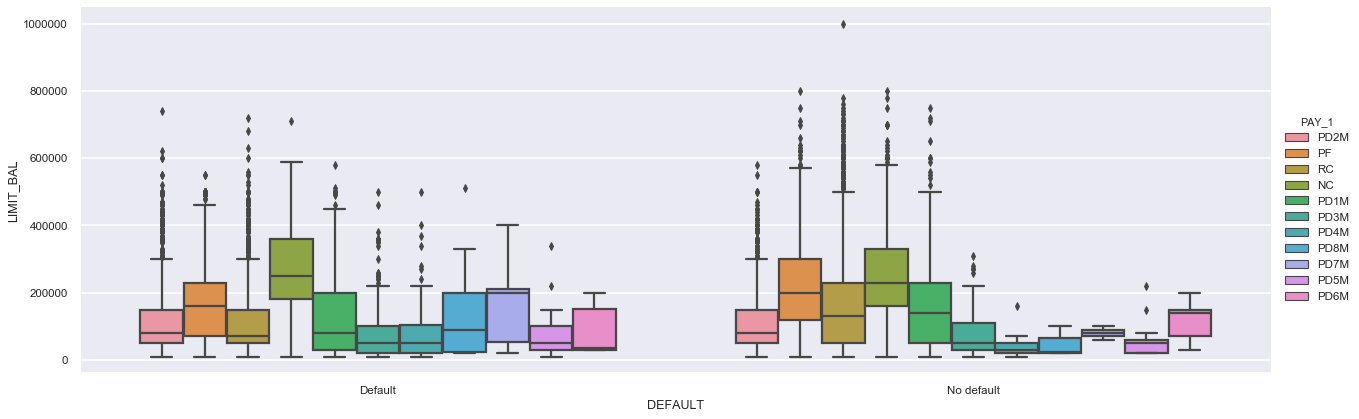 1000000
800000
600000
400000
200000
0
LIMIT_BAL
Default
No default
DEFAULT
PAY_1
PD2M
PF
RC
NC
PD1M
PD3M
PD4M
PD8M
PD7M
PD5M
PD6M